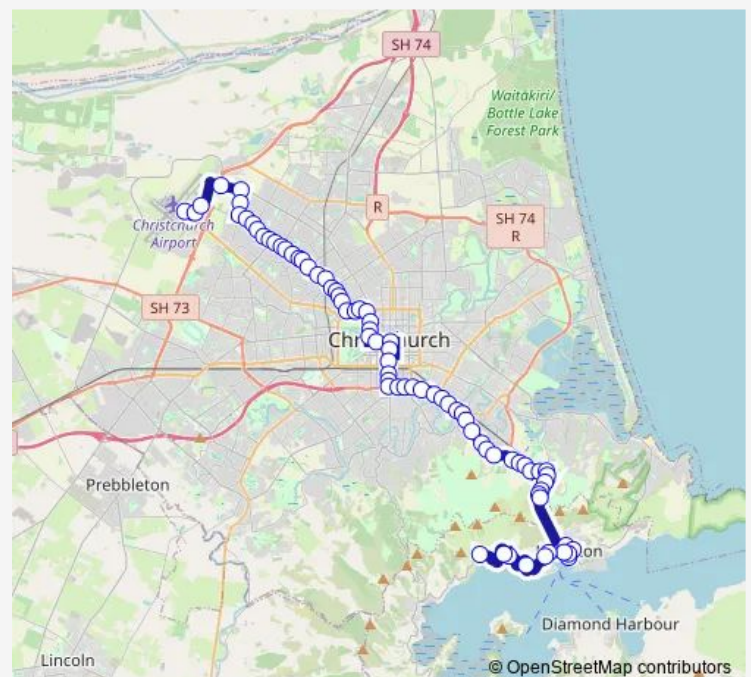 SH 74
Waitākiri/
Bottle Lake
Forest Park
R
SH 74
R
Christchurch
Airport
SH 73
Prebbleton
Diamond Harbour
Lincoln
© OpenStreetMap contributors